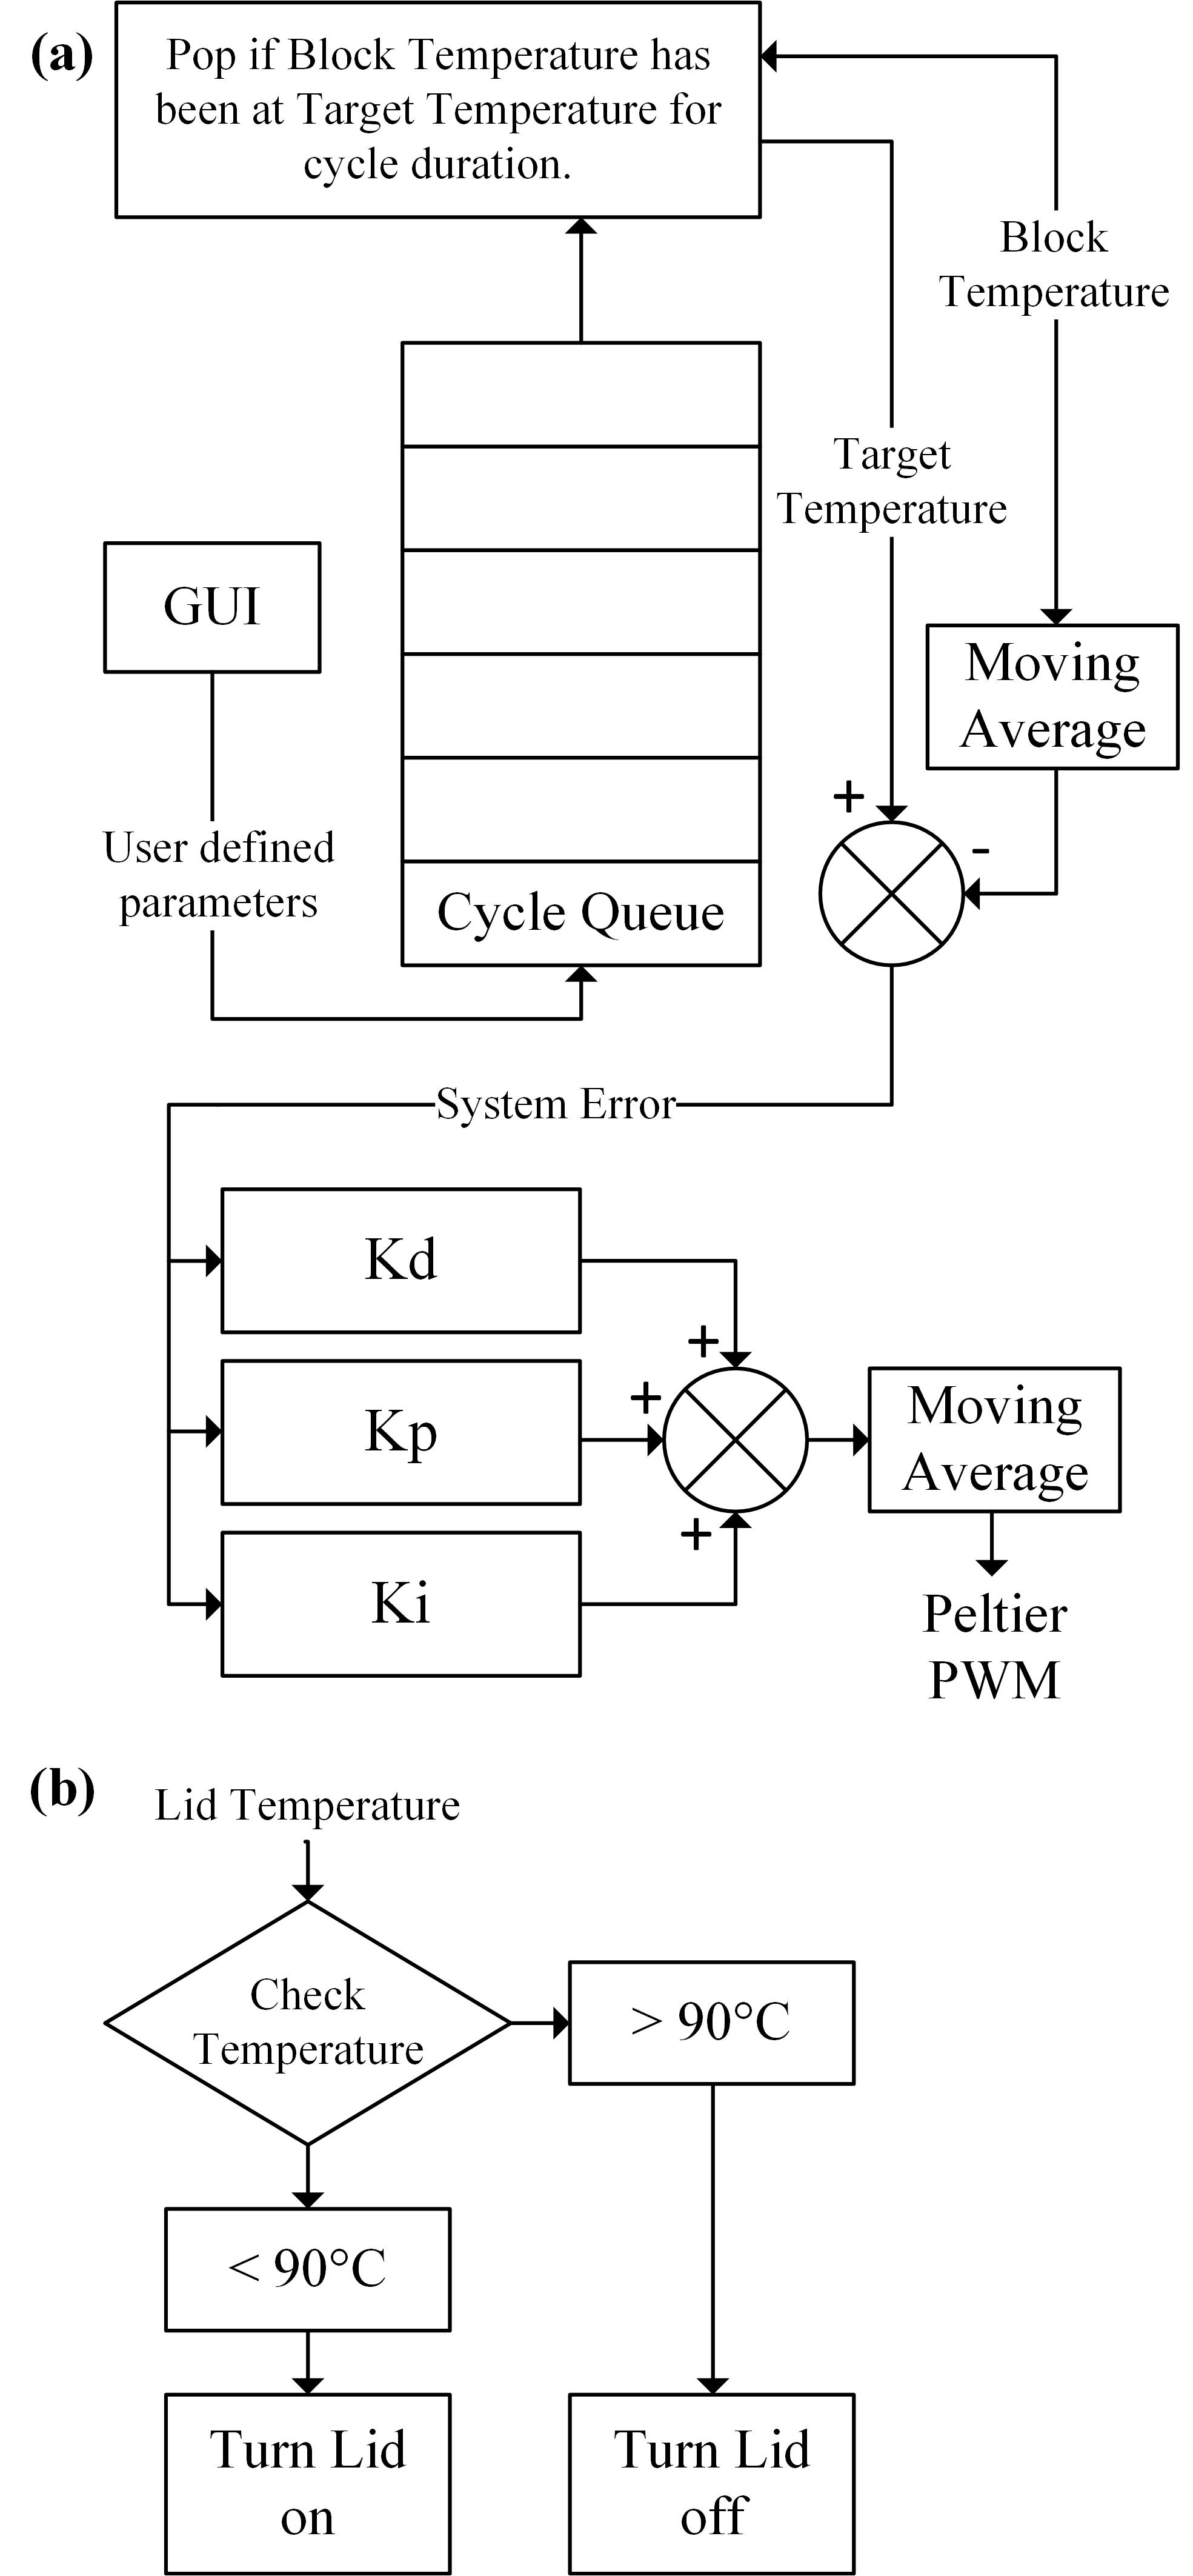 (a)
Pop if Block Temperature has
been at Target Temperature for
cycle duration.
Block
Temperature
Target
Temperature
GUI
Moving
Average
+
-
User defined
parameters
Cycle Queue
System Error
Kd
+
Kp
+
Moving
Average
Ki
+
Peltier
PWM
(b)
Lid Temperature
Check
Temperature
> 90°C
< 90°C
Turn Lid
on
Turn Lid
off